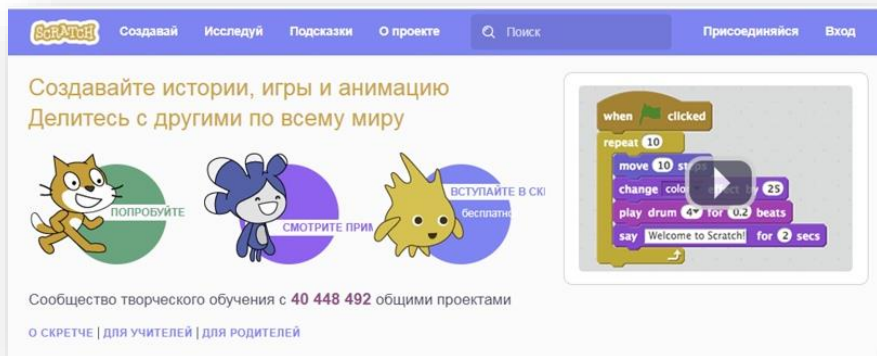 SCRATCH Создавай Исследуй Подсказки О проекте Поиск Присоединяйся Вход
Создавайте истории, игры и анимацию
Делитесь с другими по всему миру
ПОПРОБУЙТЕ
СМОТРИТЕ ПРИМ
ВСТУПАЙТЕ В СКР
бесплатно
Сообщество творческого обучения с 40 448 492 общими проектами
О СКРЕТЧЕ | ДЛЯ УЧИТЕЛЕЙ | ДЛЯ РОДИТЕЛЕЙ
when clicked
repeat 10
move 10 steps
change color effect by 25
play drum 4 for 0.2 beats
say Welcome to Scratch! for 2 secs